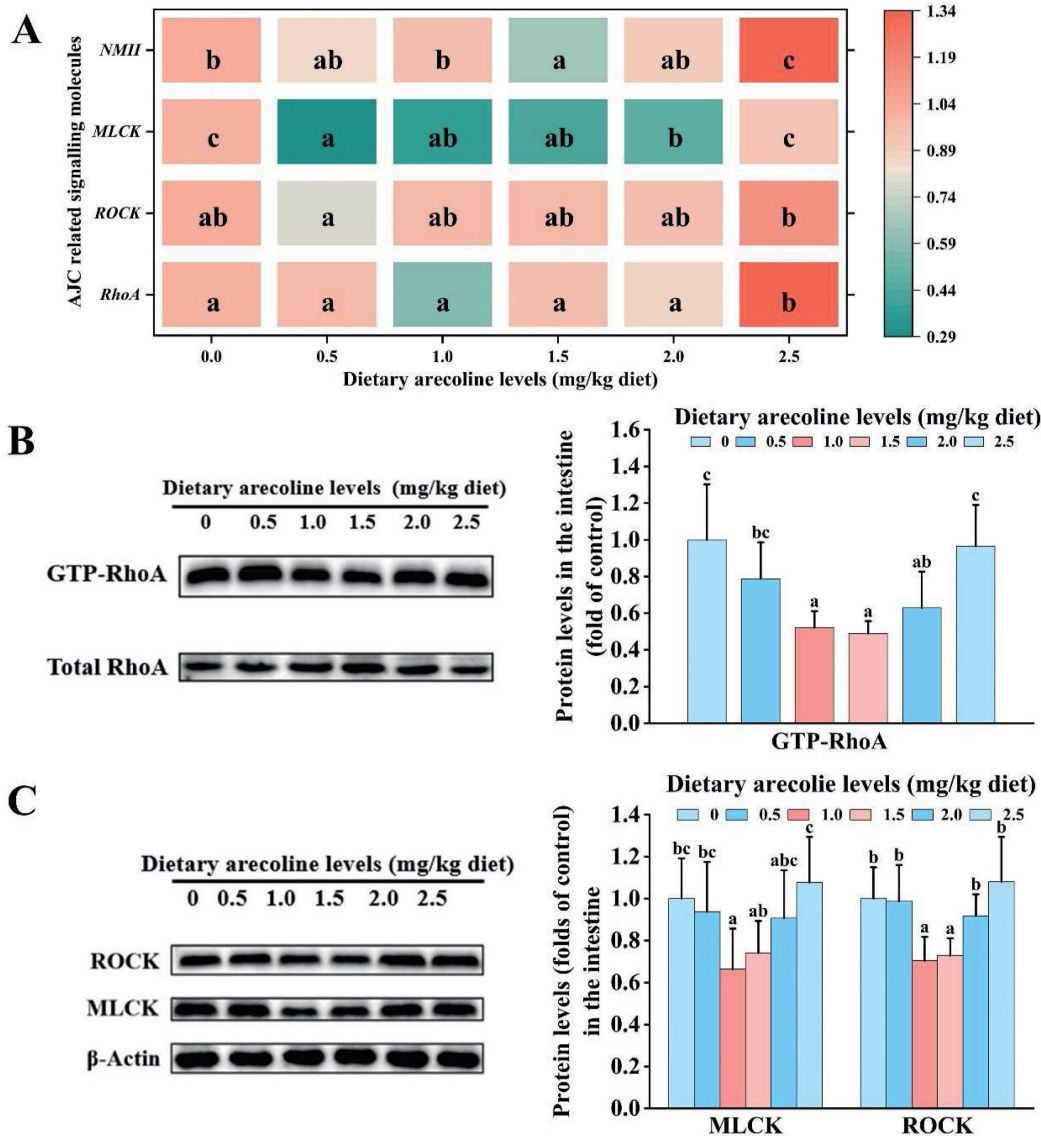 A
AJC related signalling molecules
NMII b ab b a ab c
MLCK c a ab ab b c
ROCK ab a ab ab ab b
RhoA a a a a a b
0.0 0.5 1.0 1.5 2.0 2.5
Dietary arecoline levels (mg/kg diet)
1.34
1.19
1.04
0.89
0.74
0.59
0.44
0.29
B
Dietary arecoline levels (mg/kg diet)
0 0.5 1.0 1.5 2.0 2.5
GTP-RhoA
Total RhoA
Dietary arecoline levels (mg/kg diet)
0 0.5 1.0 1.5 2.0 2.5
Protein levels in the intestine
(fold of control)
1.6
1.4
1.2
1.0
0.8
0.6
0.4
0.2
0.0
c bc a a ab c
GTP-RhoA
C
Dietary arecoline levels (mg/kg diet)
0 0.5 1.0 1.5 2.0 2.5
ROCK
MLCK
β-Actin
Dietary arecolie levels (mg/kg diet)
0 0.5 1.0 1.5 2.0 2.5
Protein levels (folds of control)
in the intestine
1.4
1.2
1.0
0.8
0.6
0.4
0.2
0.0
bc bc a ab abc c b b a a b b
MLCK ROCK